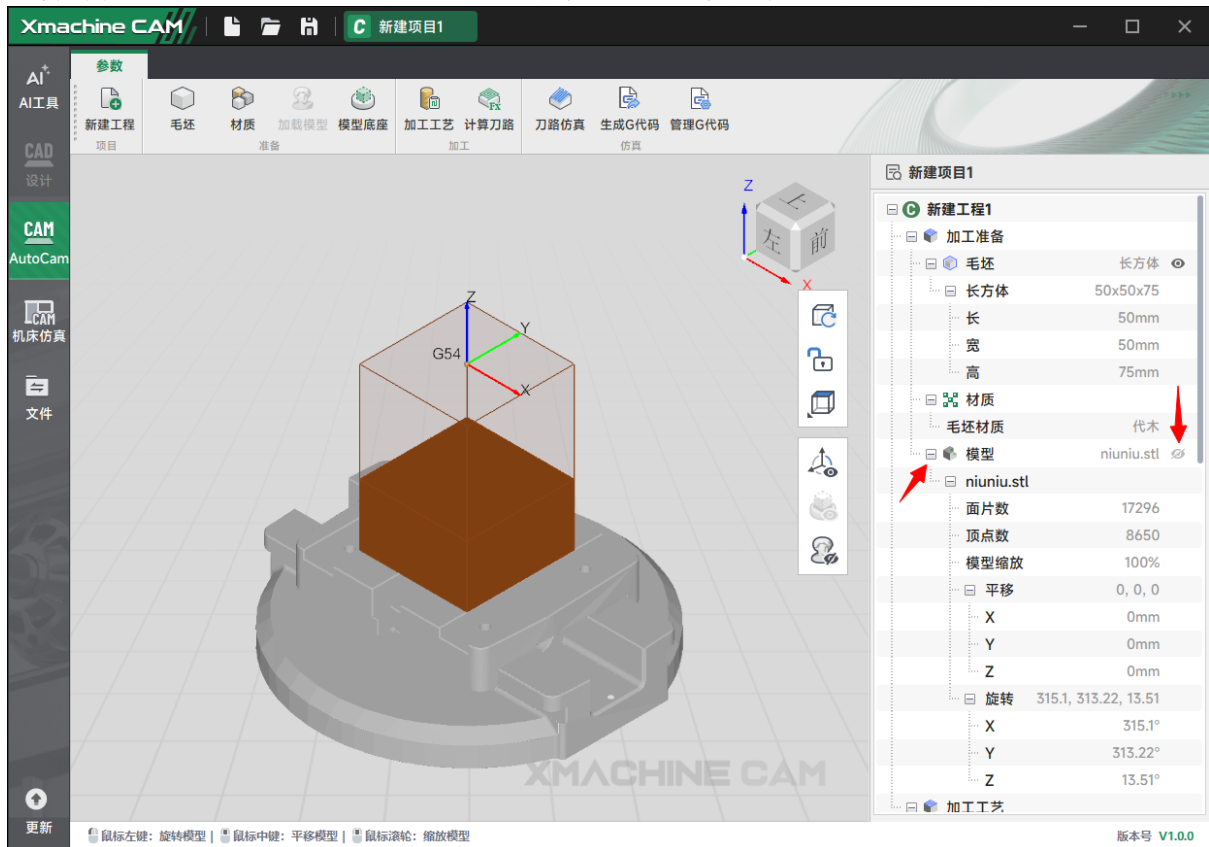 Xmachine CAM
C 新建项目1
参数
AI工具
CAD
设计
CAM
AutoCam
CAM
机床仿真
文件
更新
新建工程 毛坯 材质 加载模型 模型底座 加工工艺 计算刀路 刀路仿真 生成G代码 管理G代码
项目 准备 加工 仿真
Z
上
左 前
X
Z
Y
G54
X
XMACHINE CAM
新建项目1
C 新建工程1
加工准备
毛坯 长方体
长方体 50x50x75
长 50mm
宽 50mm
高 75mm
材质
毛坯材质 代木
模型 niuniu.stl
niuniu.stl
面片数 17296
顶点数 8650
模型缩放 100%
平移 0, 0, 0
X 0mm
Y 0mm
Z 0mm
旋转 315.1, 313.22, 13.51
X 315.1°
Y 313.22°
Z 13.51°
加工工艺
鼠标左键：旋转模型 | 鼠标中键：平移模型 | 鼠标滚轮：缩放模型
版本号 V1.0.0